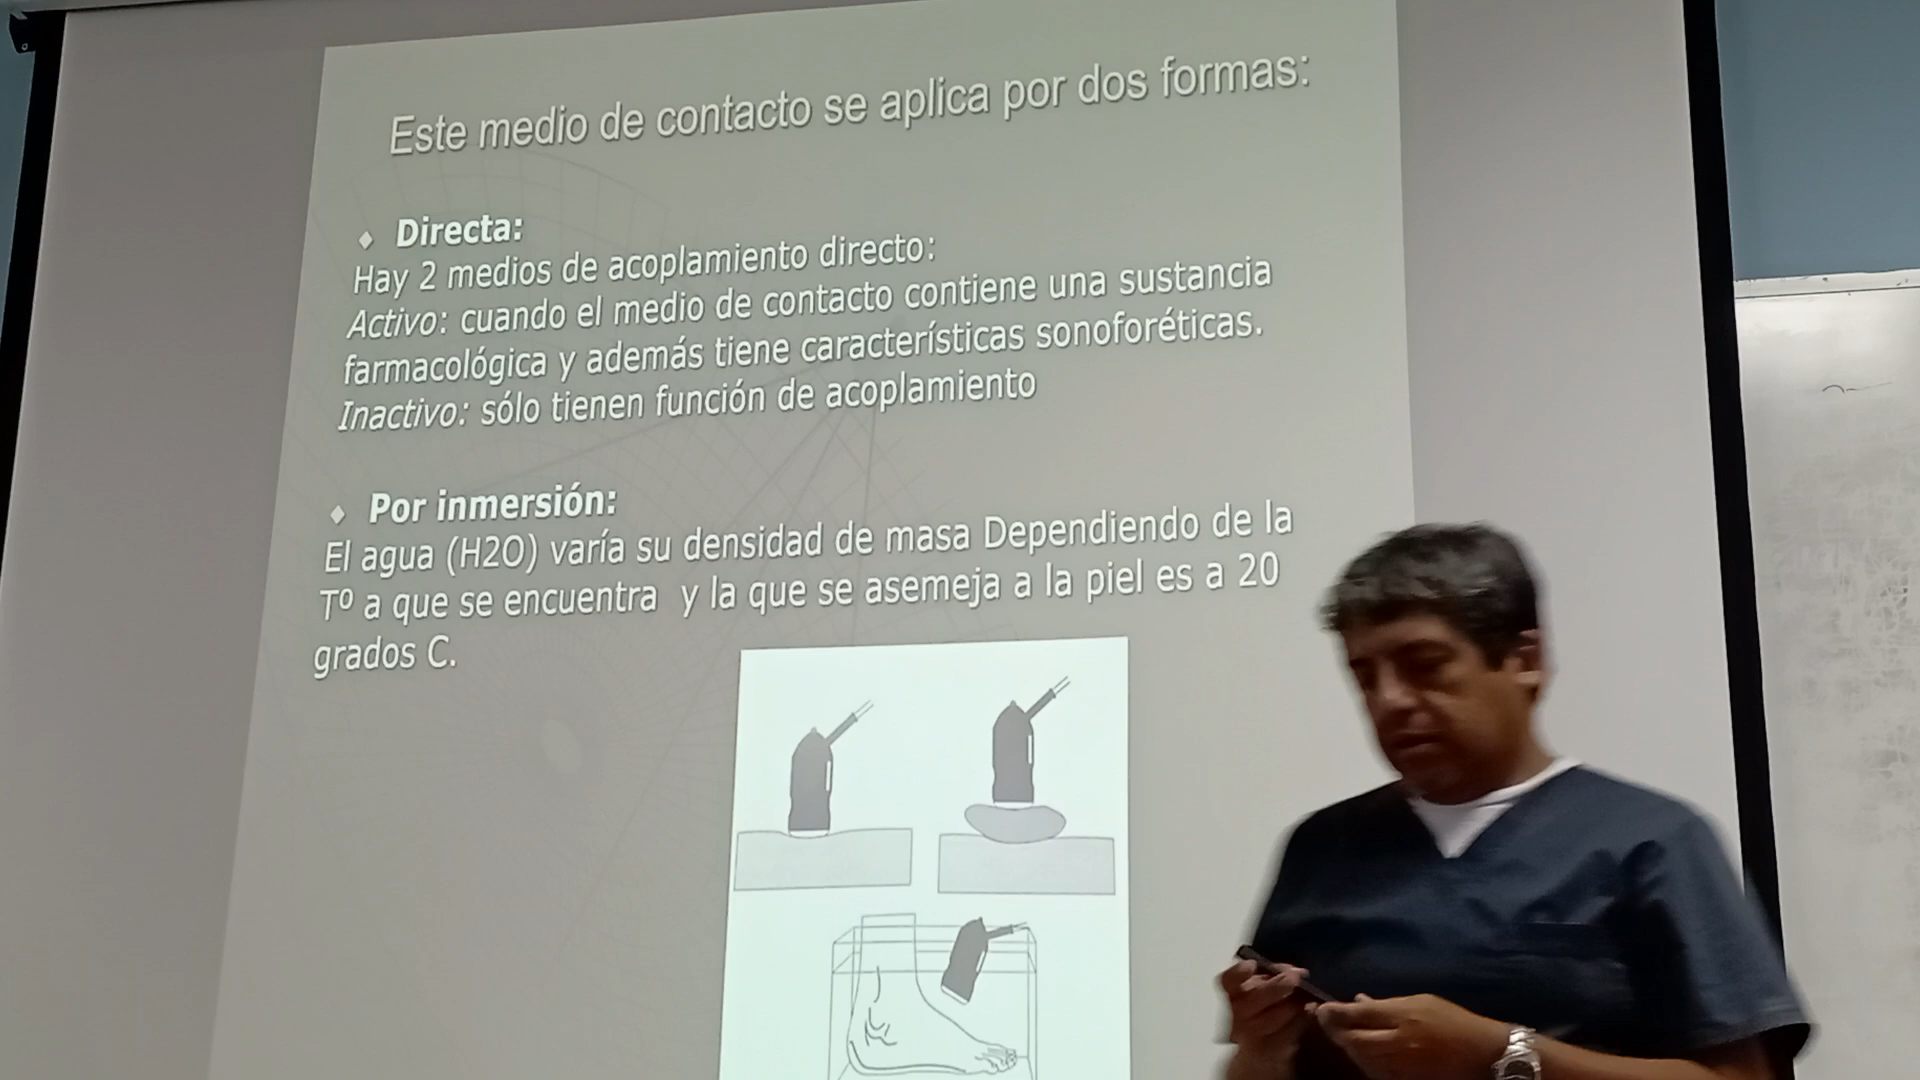 Este medio de contacto se aplica por dos formas:
Directa:
Hay 2 medios de acoplamiento directo:
Activo: cuando el medio de contacto contiene una sustancia
farmacológica y además tiene características sonoforéticas.
Inactivo: sólo tienen función de acoplamiento
Por inmersión:
El agua (H2O) varía su densidad de masa Dependiendo de la
Tº a que se encuentra y la que se asemeja a la piel es a 20
grados C.